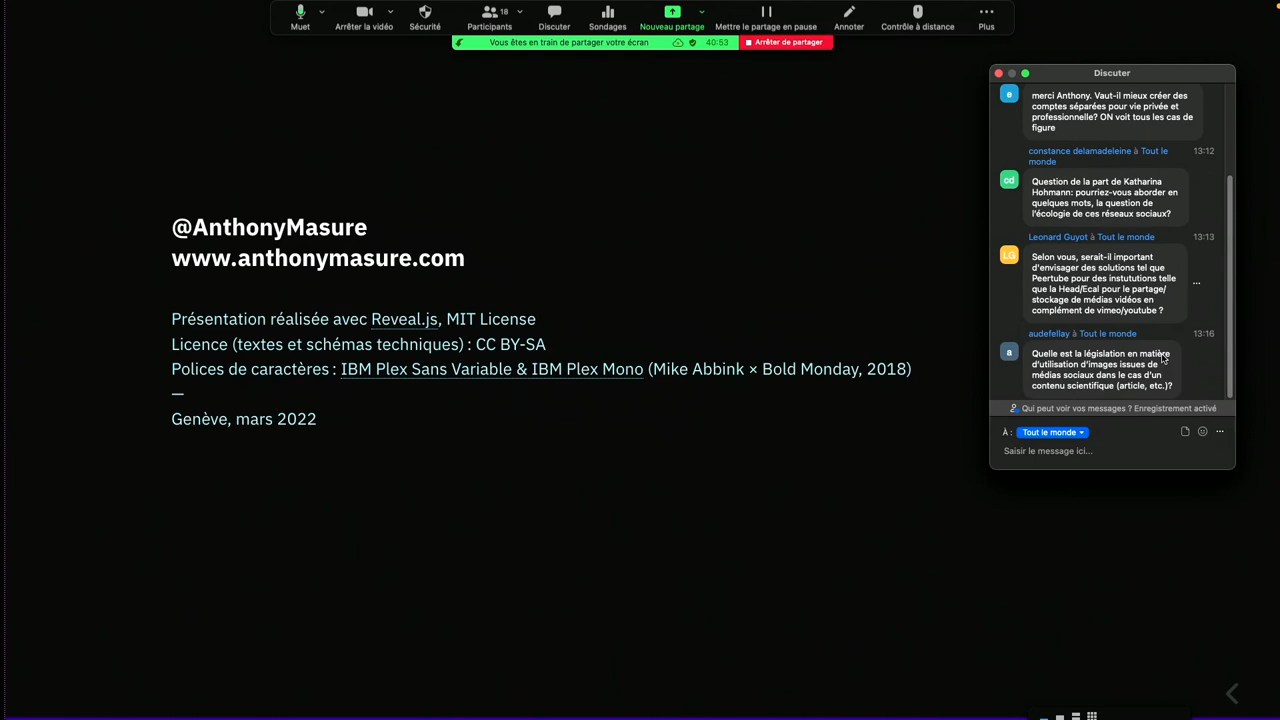 Muet
Arrêter la vidéo
Sécurité
18
Participants
Discuter
Sondages
Nouveau partage
Mettre le partage en pause
Annoter
Contrôle à distance
Plus
Vous êtes en train de partager votre écran
40:53
Arrêter de partager
@AnthonyMasure
www.anthonymasure.com
Présentation réalisée avec Reveal.js, MIT License
Licence (textes et schémas techniques) : CC BY-SA
Polices de caractères : IBM Plex Sans Variable & IBM Plex Mono (Mike Abbink × Bold Monday, 2018)
—
Genève, mars 2022
Discuter
e
merci Anthony. Vaut-il mieux créer des
comptes séparées pour vie privée et
professionnelle? ON voit tous les cas de
figure
constance delamadeleine à Tout le
monde
13:12
cd
Question de la part de Katharina
Hohmann: pourriez-vous aborder en
quelques mots, la question de
l'écologie de ces réseaux sociaux?
Leonard Guyot à Tout le monde
13:13
LG
Selon vous, serait-il important
d'envisager des solutions tel que
Peertube pour des instututions telle
que la Head/Ecal pour le partage/
stockage de médias vidéos en
complément de vimeo/youtube ?
audefellay à Tout le monde
13:16
a
Quelle est la législation en matière
d'utilisation d'images issues de
médias sociaux dans le cas d'un
contenu scientifique (article, etc.)?
Qui peut voir vos messages ? Enregistrement activé
À : Tout le monde
Saisir le message ici...